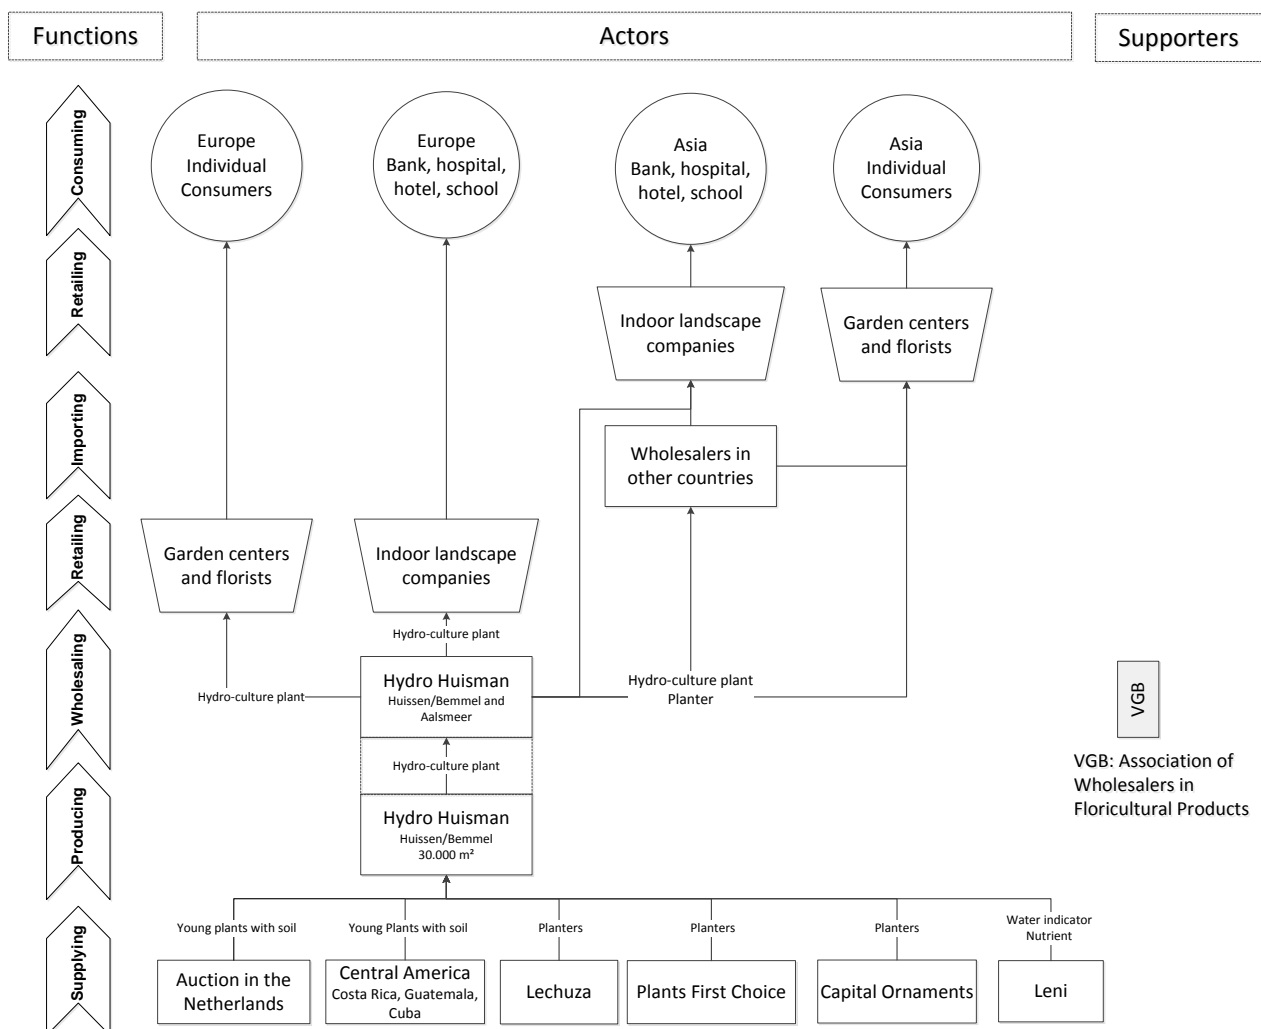 Functions
Actors
Supporters
Consuming
Europe
Individual
Consumers
Europe
Bank, hospital,
hotel, school
Asia
Bank, hospital,
hotel, school
Asia
Individual
Consumers
Retailing
Indoor landscape
companies
Garden centers
and florists
Importing
Wholesalers in
other countries
Retailing
Garden centers
and florists
Indoor landscape
companies
Hydro-culture plant
Wholesaling
Hydro-culture plant
Hydro Huisman
Huissen/Bemmel and
Aalsmeer
Hydro-culture plant
Planter
VGB
VGB: Association of
Wholesalers in
Floricultural Products
Hydro-culture plant
Producing
Hydro Huisman
Huissen/Bemmel
30.000 m²
Supplying
Young plants with soil
Young Plants with soil
Planters
Planters
Planters
Water indicator
Nutrient
Auction in the
Netherlands
Central America
Costa Rica, Guatemala,
Cuba
Lechuza
Plants First Choice
Capital Ornaments
Leni